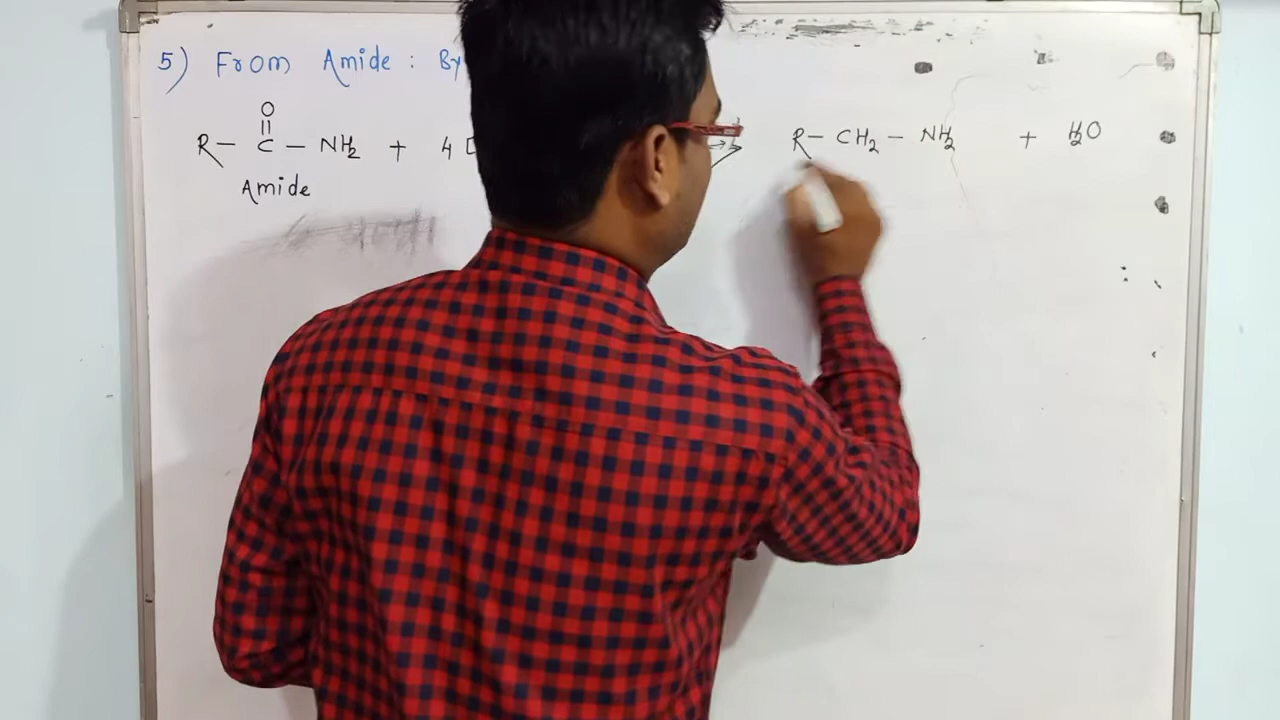 5) From Amide : By
O
||
R – C – NH2 + 4 [ R – CH2 – NH2 + H2O
Amide